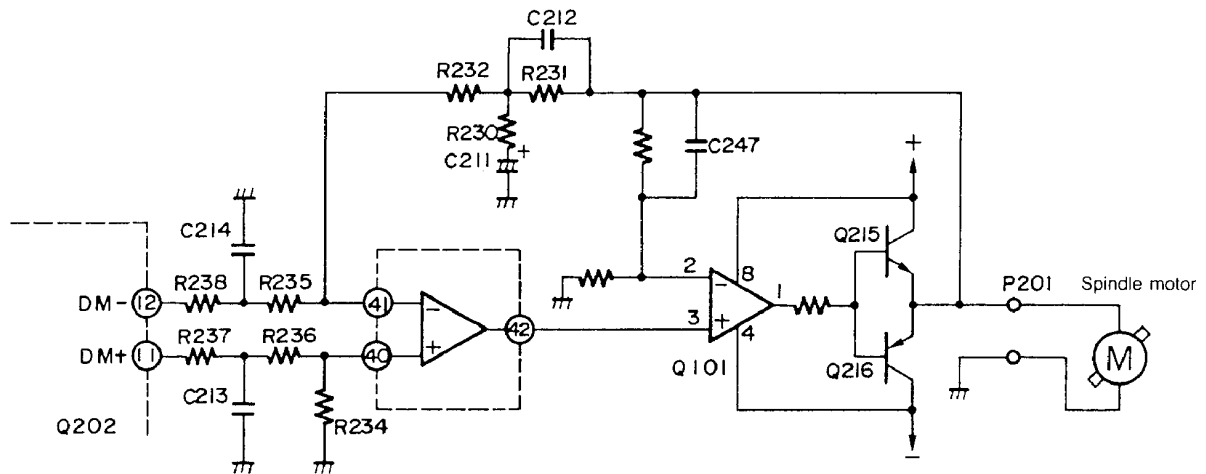 C212
R232
R231
R230
+
C211
C247
+
C214
Q215
R238
R235
2
8
P201
Spindle motor
DM-
12
41
−
−
1
R237
R236
42
3
+
4
DM+
11
40
+
Q101
Q216
M
C213
R234
Q202
−